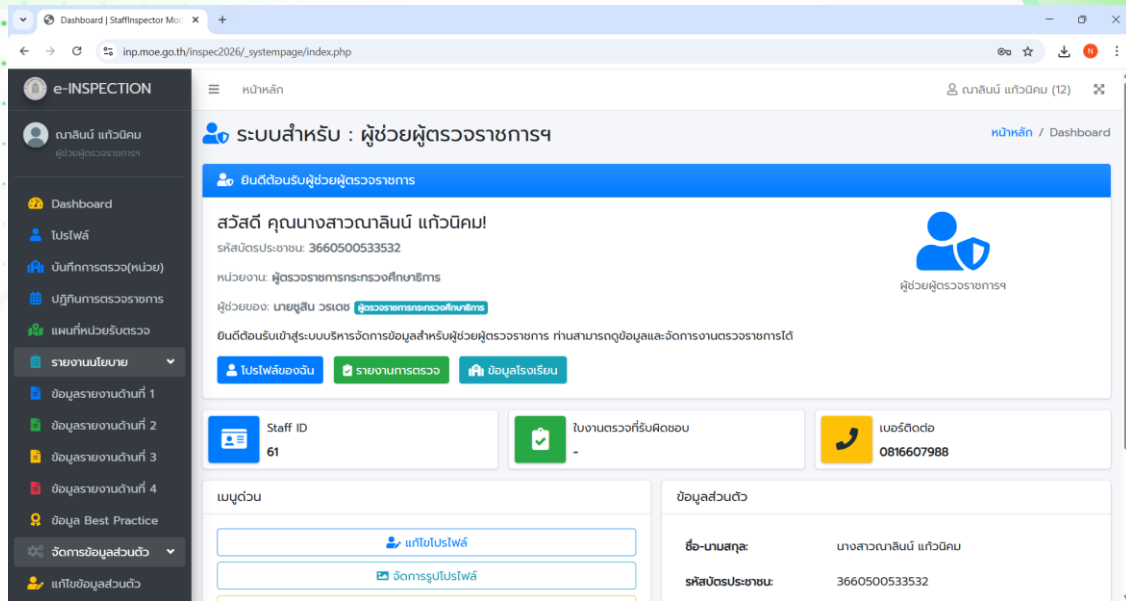 Dashboard | StaffInspector Mod
inp.moe.go.th/inspec2026/_systempage/index.php
N
e-INSPECTION
หน้าหลัก
ณาลินน์ แก้วนิคม (12)
ณาลินน์ แก้วนิคม
ผู้ช่วยผู้ตรวจราชการฯ
ระบบสำหรับ : ผู้ช่วยผู้ตรวจราชการฯ
หน้าหลัก / Dashboard
Dashboard
โปรไฟล์
บันทึกการตรวจ(หน่วย)
ปฏิทินการตรวจราชการ
แผนที่หน่วยรับตรวจ
รายงานนโยบาย
ข้อมูลรายงานด้านที่ 1
ข้อมูลรายงานด้านที่ 2
ข้อมูลรายงานด้านที่ 3
ข้อมูลรายงานด้านที่ 4
ข้อมูล Best Practice
จัดการข้อมูลส่วนตัว
แก้ไขข้อมูลส่วนตัว
ยินดีต้อนรับผู้ช่วยผู้ตรวจราชการ
สวัสดี คุณนางสาวณาลินน์ แก้วนิคม!
รหัสบัตรประชาชน: 3660500533532
หน่วยงาน: ผู้ตรวจราชการกระทรวงศึกษาธิการ
ผู้ช่วยของ: นายชูสิน วรเดช ผู้ตรวจราชการกระทรวงศึกษาธิการ
ยินดีต้อนรับเข้าสู่ระบบบริหารจัดการข้อมูลสำหรับผู้ช่วยผู้ตรวจราชการ ท่านสามารถดูข้อมูลและจัดการงานตรวจราชการได้
ผู้ช่วยผู้ตรวจราชการฯ
โปรไฟล์ของฉัน
รายงานการตรวจ
ข้อมูลโรงเรียน
Staff ID
61
ใบงานตรวจที่รับผิดชอบ
-
เบอร์ติดต่อ
0816607988
เมนูด่วน
แก้ไขโปรไฟล์
จัดการรูปโปรไฟล์
ข้อมูลส่วนตัว
ชื่อ-นามสกุล: นางสาวณาลินน์ แก้วนิคม
รหัสบัตรประชาชน: 3660500533532